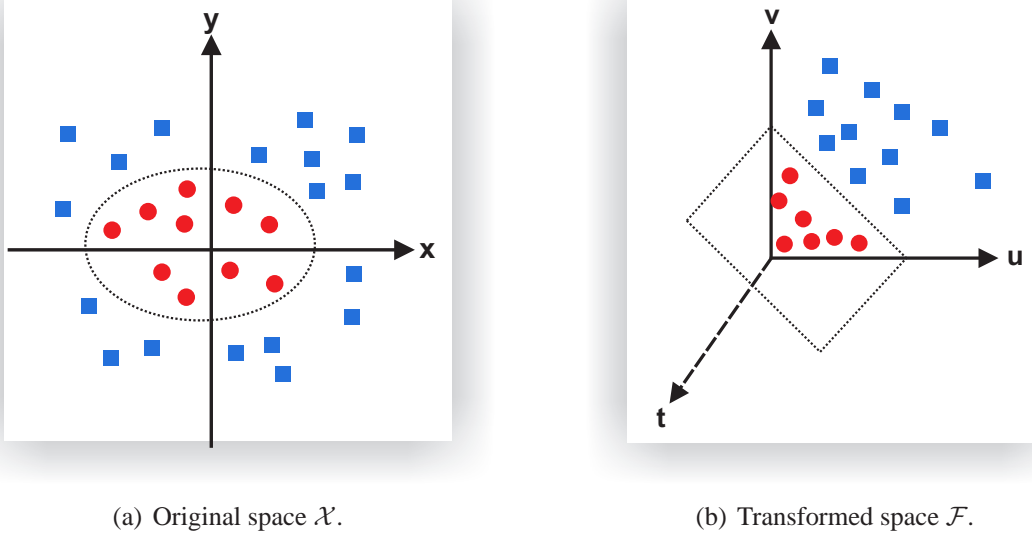 y
x
v
u
t
(a) Original space 𝒳.
(b) Transformed space ℱ.